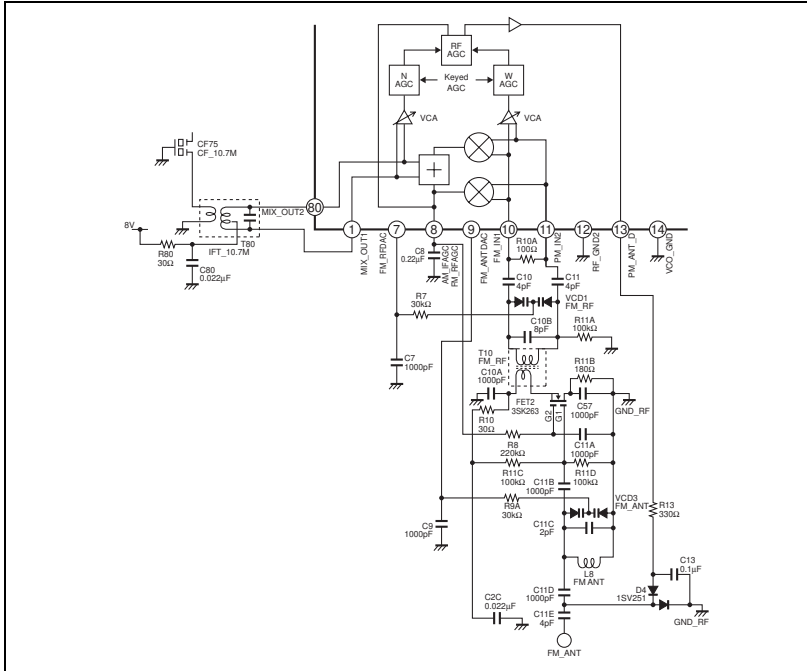 RF
AGC
N
AGC
Keyed
AGC
W
AGC
VCA
VCA
CF75
CF_10.7M
+
80
MIX_OUT2
8V
T80
IFT_10.7M
R80
30Ω
C80
0.022µF
1
7
8
9
10
11
12
13
14
MIX_OUT1
FM_RFDAC
AM_IFAGC
FM_RFAGC
FM_ANTDAC
FM_IN1
PM_IN2
RF_GND2
PM_ANT_D
VCO_GND
C8
0.22µF
R10A
100Ω
C10
4pF
C11
4pF
VCD1
FM_RF
R7
30kΩ
C10B
8pF
R11A
100kΩ
C7
1000pF
T10
FM_RF
C10A
1000pF
R11B
180Ω
FET2
3SK263
G2
G1
C57
1000pF
GND_RF
R10
30Ω
R8
220kΩ
C11A
1000pF
R11C
100kΩ
C11B
1000pF
R11D
100kΩ
R9A
30kΩ
VCD3
FM_ANT
R13
330Ω
C9
1000pF
C11C
2pF
L8
FM ANT
C13
0.1µF
C11D
1000pF
D4
1SV251
C2C
0.022µF
C11E
4pF
GND_RF
FM_ANT